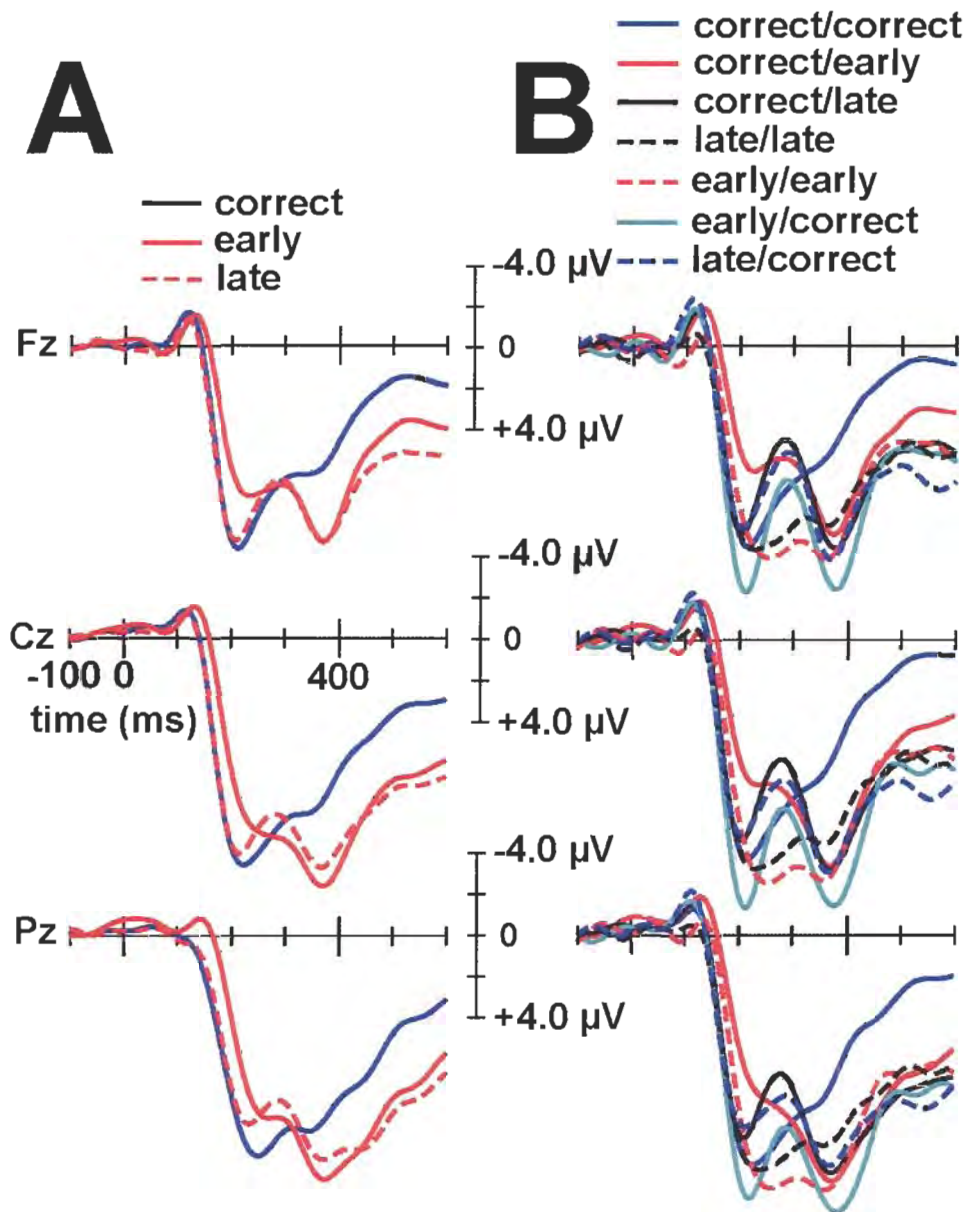 A
correct
early
late
B
correct/correct
correct/early
correct/late
late/late
early/early
early/correct
late/correct
Fz
-4.0 µV
0
+4.0 µV
Cz
-4.0 µV
0
+4.0 µV
-100 0 400
time (ms)
Pz
-4.0 µV
0
+4.0 µV